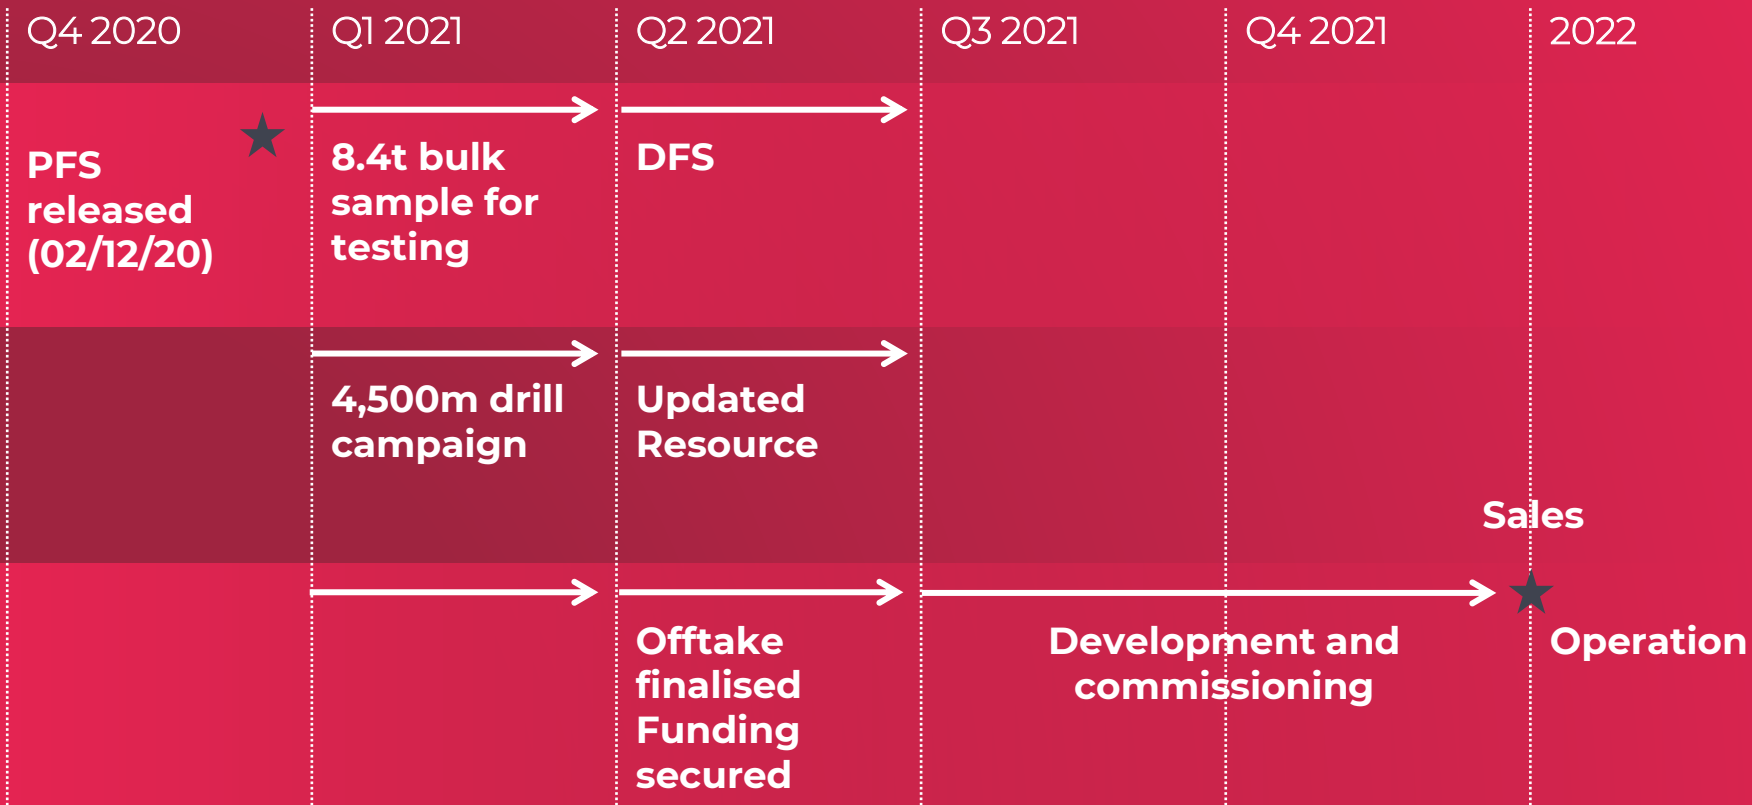 Q4 2020
Q1 2021
Q2 2021
Q3 2021
Q4 2021
2022
PFS
released
(02/12/20)
8.4t bulk
sample for
testing
DFS
4,500m drill
campaign
Updated
Resource
Sales
Offtake
finalised
Funding
secured
Development and
commissioning
Operation